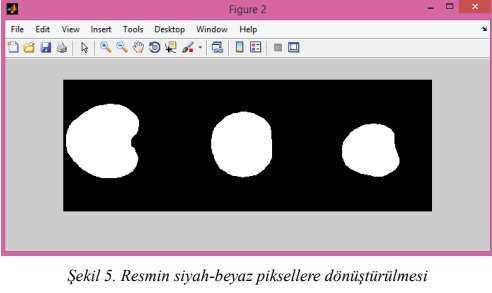 Figure 2
File Edit View Insert Tools Desktop Window Help
Şekil 5. Resmin siyah-beyaz piksellere dönüştürülmesi